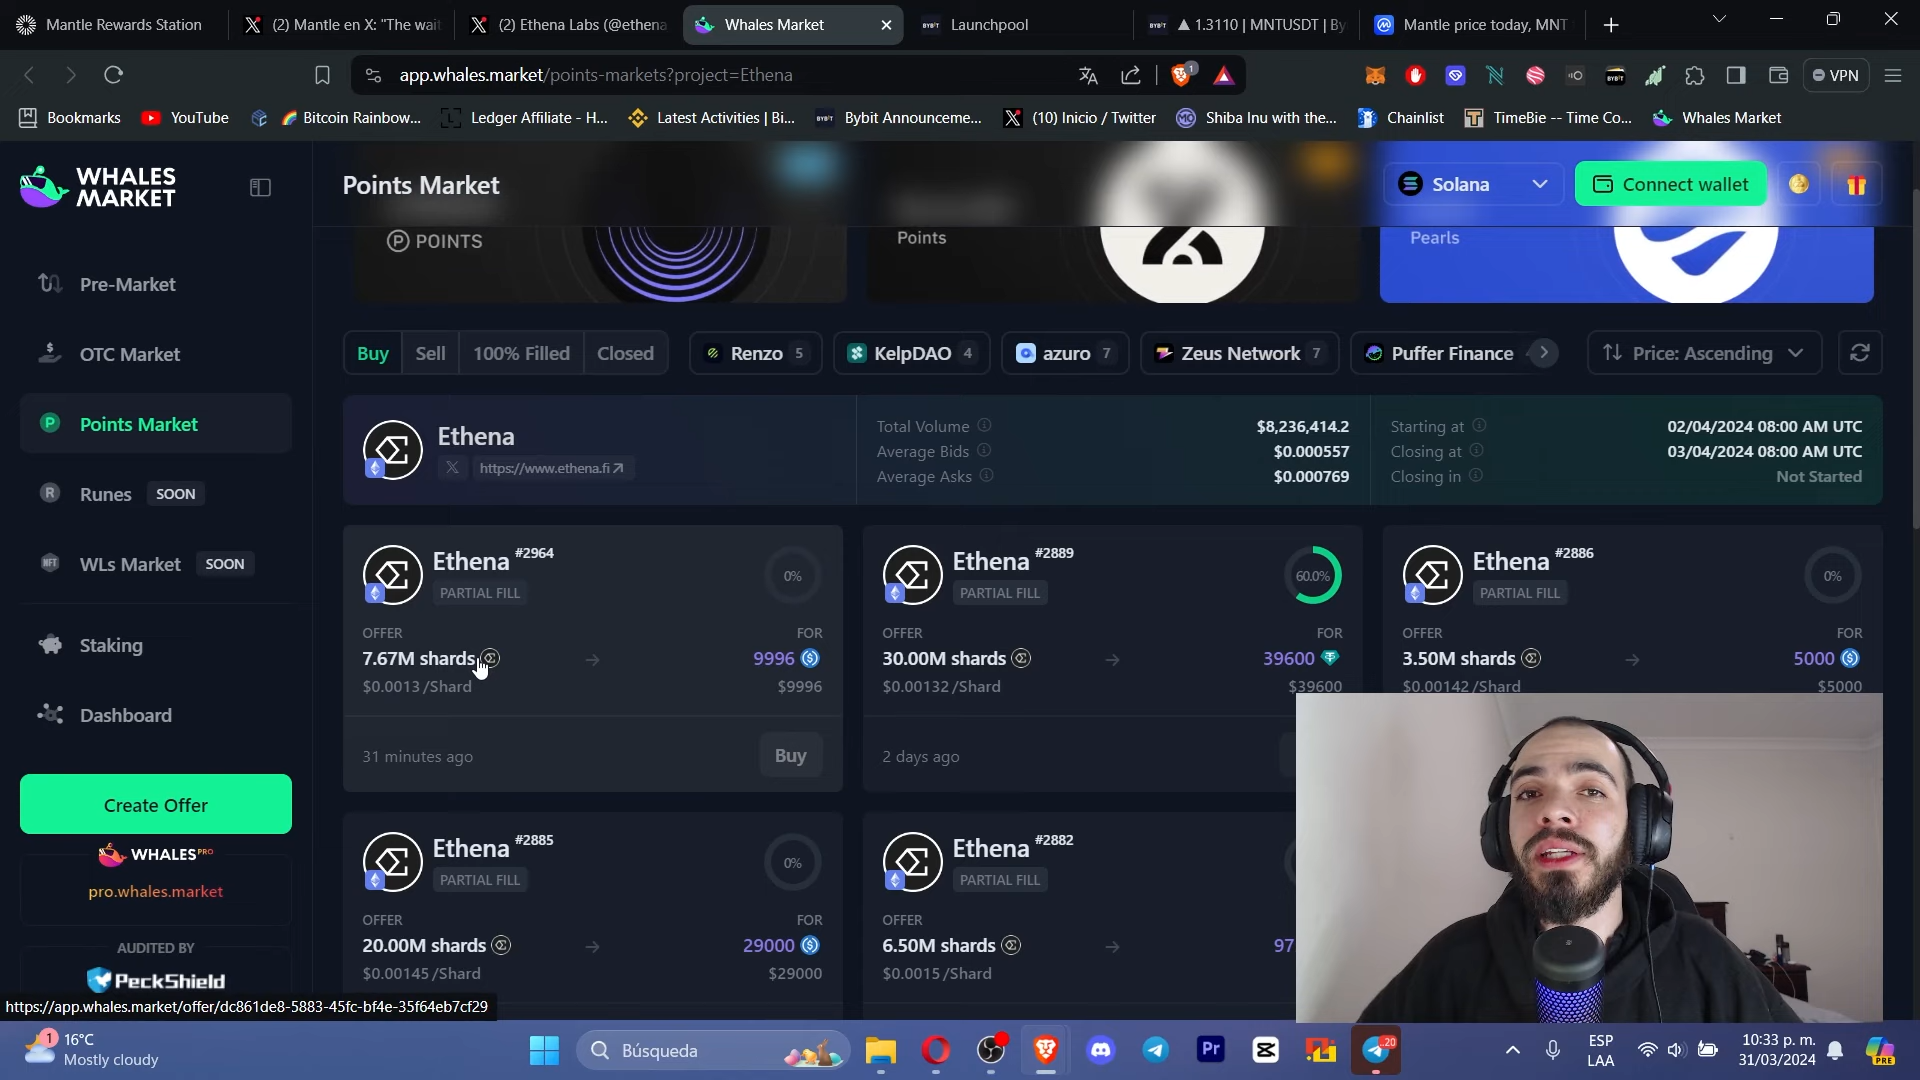 Mantle Rewards Station
(2) Mantle en X: "The wait
(2) Ethena Labs (@ethena
Whales Market
BYBIT Launchpool
BYBIT ▲ 1.3110 | MNTUSDT | By
Mantle price today, MNT
app.whales.market/points-markets?project=Ethena
1
VPN
Bookmarks
YouTube
Bitcoin Rainbow...
Ledger Affiliate - H...
Latest Activities | Bi...
Bybit Announceme...
(10) Inicio / Twitter
Shiba Inu with the...
Chainlist
TimeBie -- Time Co...
Whales Market
WHALES
MARKET
Points Market
Solana
Connect wallet
POINTS
Points
Pearls
Pre-Market
OTC Market
Points Market
Runes SOON
WLs Market SOON
Staking
Dashboard
Create Offer
WHALES PRO
pro.whales.market
AUDITED BY
PeckShield
Buy
Sell
100% Filled
Closed
Renzo 5
KelpDAO 4
azuro 7
Zeus Network 7
Puffer Finance
Price: Ascending
Ethena
https://www.ethena.fi
Total Volume $8,236,414.2
Average Bids $0.000557
Average Asks $0.000769
Starting at 02/04/2024 08:00 AM UTC
Closing at 03/04/2024 08:00 AM UTC
Closing in Not Started
Ethena #2964
PARTIAL FILL
0%
OFFER FOR
7.67M shards → 9996
$0.0013 /Shard $9996
31 minutes ago Buy
Ethena #2889
PARTIAL FILL
60.0%
OFFER FOR
30.00M shards → 39600
$0.00132 /Shard $39600
2 days ago
Ethena #2886
PARTIAL FILL
0%
OFFER FOR
3.50M shards → 5000
$0.00142 /Shard $5000
Ethena #2885
PARTIAL FILL
0%
OFFER FOR
20.00M shards → 29000
$0.00145 /Shard $29000
Ethena #2882
PARTIAL FILL
OFFER
6.50M shards → 97
$0.0015 /Shard
https://app.whales.market/offer/dc861de8-5883-45fc-bf4e-35f64eb7cf29
1
16°C
Mostly cloudy
Búsqueda
Pr
20
ESP
LAA
10:33 p. m.
31/03/2024
PRE